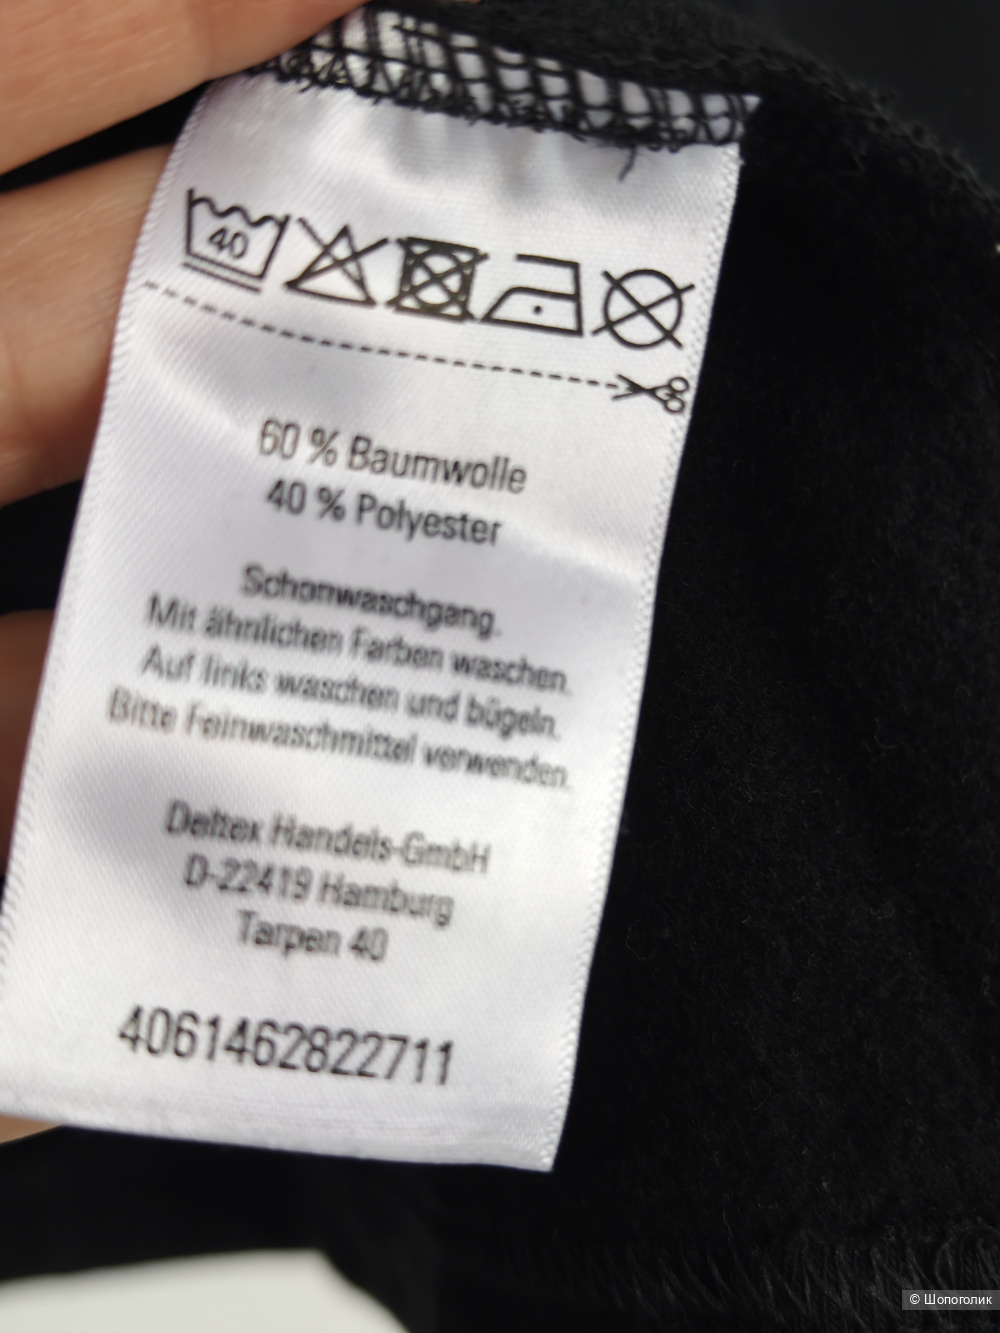 40
60 % Baumwolle
40 % Polyester
Schonwaschgang.
Mit ähnlichen Farben waschen.
Auf links waschen und bügeln.
Bitte Feinwaschmittel verwenden.
Deltex Handels-GmbH
D-22419 Hamburg
Tarpen 40
4061462822711
© Шопоголик